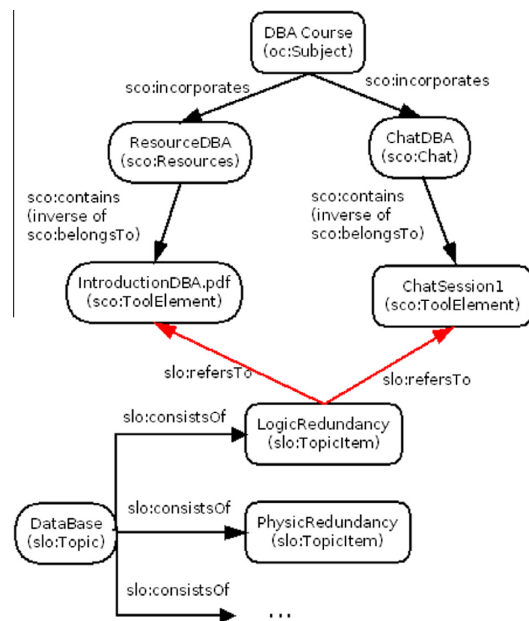 DBA Course
(oc:Subject)
sco:incorporates
sco:incorporates
ResourceDBA
(sco:Resources)
ChatDBA
(sco:Chat)
sco:contains
(inverse of
sco:belongsTo)
sco:contains
(inverse of
sco:belongsTo)
IntroductionDBA.pdf
(sco:ToolElement)
ChatSession1
(sco:ToolElement)
slo:refersTo
slo:refersTo
slo:consistsOf
LogicRedundancy
(slo:TopicItem)
slo:consistsOf
DataBase
(slo:Topic)
PhysicRedundancy
(slo:TopicItem)
slo:consistsOf
...